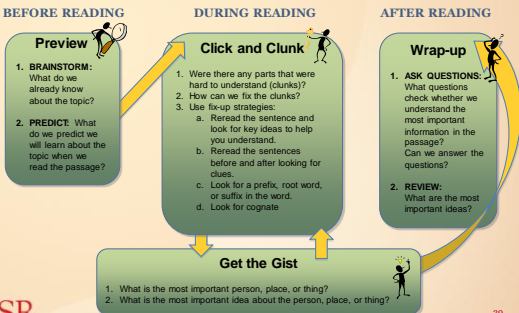 BEFORE READING
DURING READING
AFTER READING
Preview
1. BRAINSTORM:
What do we
already know
about the topic?
2. PREDICT: What
do we predict we
will learn about the
topic when we
read the passage?
Click and Clunk
1. Were there any parts that were
hard to understand (clunks)?
2. How can we fix the clunks?
3. Use fix-up strategies:
a. Reread the sentence and
look for key ideas to help
you understand.
b. Reread the sentences
before and after looking for
clues.
c. Look for a prefix, root word,
or suffix in the word.
d. Look for cognate
Wrap-up
1. ASK QUESTIONS:
What questions
check whether we
understand the
most important
information in the
passage?
Can we answer the
questions?
2. REVIEW:
What are the most
important ideas?
Get the Gist
1. What is the most important person, place, or thing?
2. What is the most important idea about the person, place, or thing?
SR